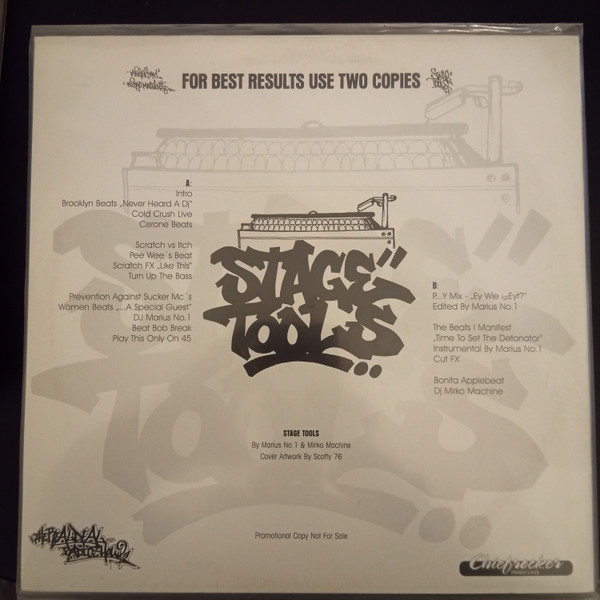 FOR BEST RESULTS USE TWO COPIES
A:
Intro
Brooklyn Beats „Never Heard A Dj"
Cold Crush Live
Cerone Beats
Scratch vs Itch
Pee Wee´s Beat
Scratch FX „Like This"
Turn Up The Bass
Prevention Against Sucker Mc´s
Women Beats „...A Special Guest"
DJ Marius No.1
Beat Bob Break
Play This Only On 45
STAGE
TOOLS
B:
Edited By Marius No.1
The Beats I Manifest
„Time To Set The Detonator"
Instrumental By Marius No.1
Cut FX
Bonita Applebeat
Dj Mirko Machine
STAGE TOOLS
By Marius No.1 & Mirko Machine
Cover Artwork By Scotty 76
Promotional Copy Not For Sale
Chiefrocker